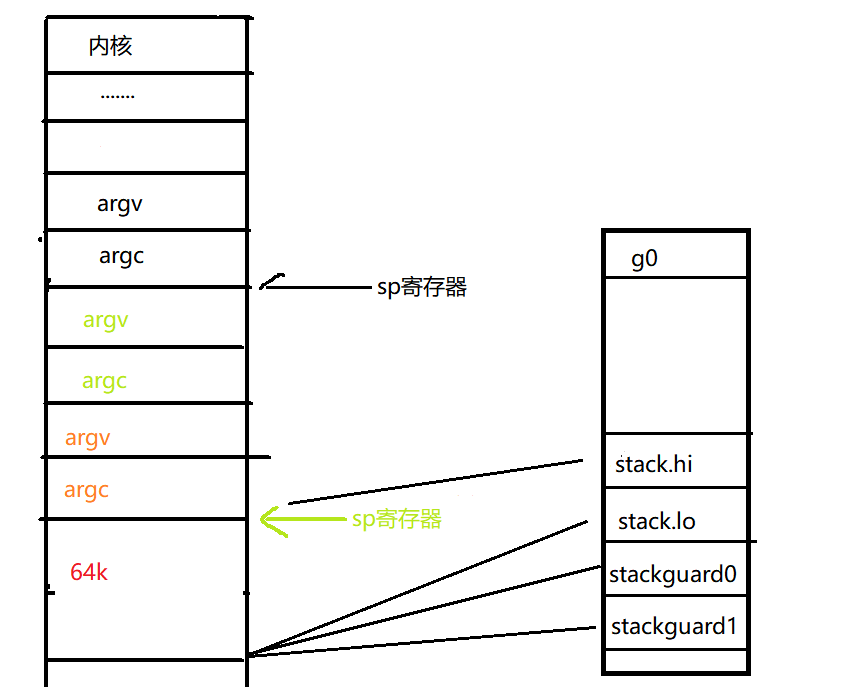 内核
.......
argv
argc
sp寄存器
argv
argc
argv
argc
sp寄存器
64k
g0
stack.hi
stack.lo
stackguard0
stackguard1